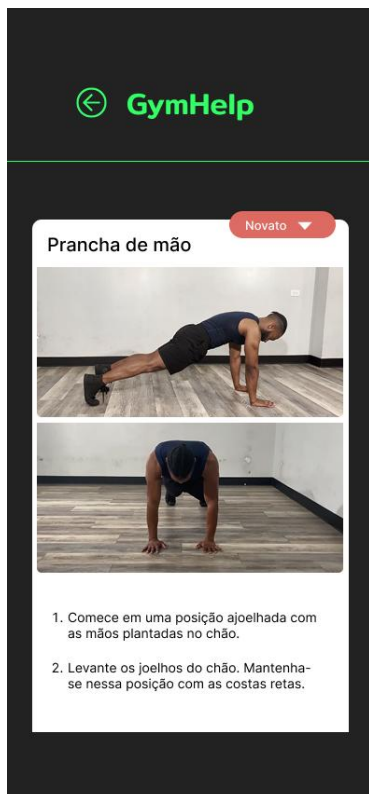 GymHelp
Novato
Prancha de mão
1. Comece em uma posição ajoelhada com
as mãos plantadas no chão.
2. Levante os joelhos do chão. Mantenha-
se nessa posição com as costas retas.